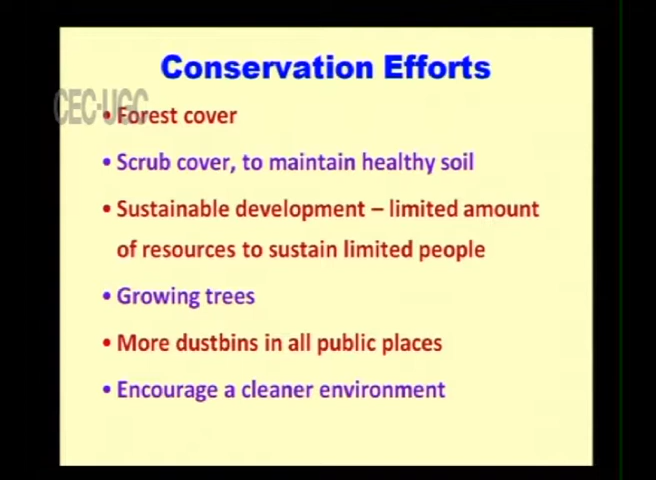 Conservation Efforts
CEC-UGC
• Forest cover
• Scrub cover, to maintain healthy soil
• Sustainable development – limited amount
of resources to sustain limited people
• Growing trees
• More dustbins in all public places
• Encourage a cleaner environment